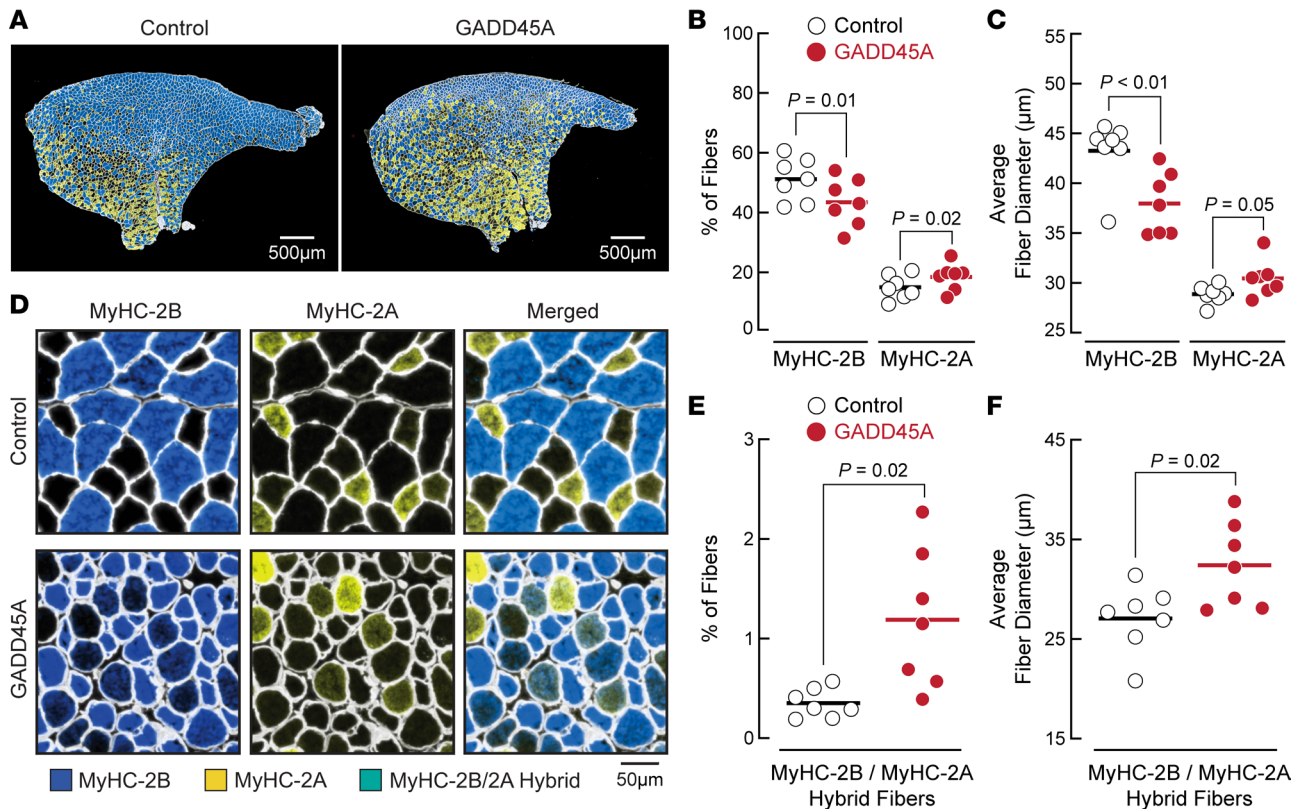 A
Control
GADD45A
500µm
500µm
B
Control
GADD45A
100
80
60
40
20
0
% of Fibers
P = 0.01
P = 0.02
MyHC-2B
MyHC-2A
C
55
50
45
40
35
30
25
Average
Fiber Diameter (µm)
P < 0.01
P = 0.05
MyHC-2B
MyHC-2A
D
MyHC-2B
MyHC-2A
Merged
Control
GADD45A
MyHC-2B
MyHC-2A
MyHC-2B/2A Hybrid
50µm
E
Control
GADD45A
3
2
1
0
% of Fibers
P = 0.02
MyHC-2B / MyHC-2A
Hybrid Fibers
F
45
35
25
15
Average
Fiber Diameter (µm)
P = 0.02
MyHC-2B / MyHC-2A
Hybrid Fibers